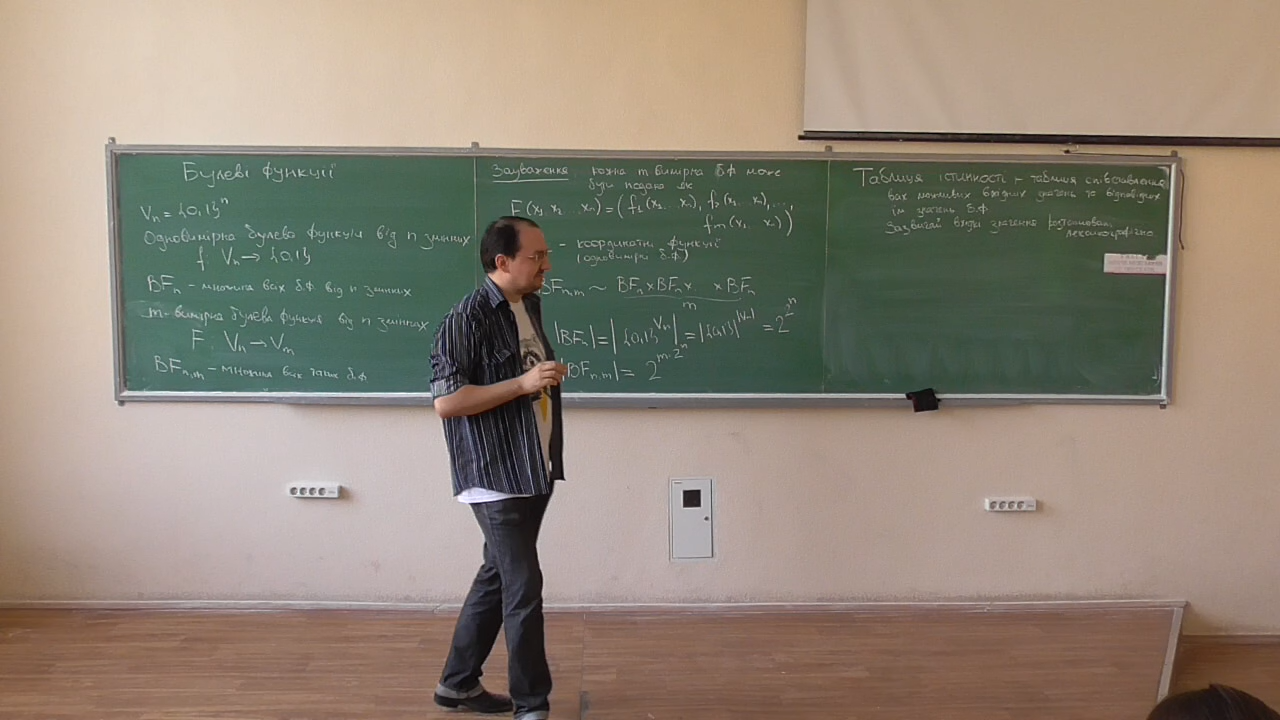 Булеві функції
Vₙ = {0,1}ⁿ
Одновимірна булева функція від n змінних
f Vₙ → {0,1}
BFₙ – множина всіх б.ф. від n змінних
m-вимірна булева функція від n змінних
F Vₙ → Vₘ
BFₙ,ₘ – множина всіх таких б.ф.
Зауваження. кожна m-вимірна б.ф. може
бути подана як
F(x₁, x₂ ... xₙ) = (f₁(x₁.. xₙ), f₂(x₁.. xₙ), ...
fₘ(x₁.. xₙ))
– координатні функції
(одновимірні б.ф.)
BFₙ,ₘ ~ BFₙ × BFₙ × × BFₙ
m
|BFₙ| = |{0,1}^Vₙ| = |{0,1}|^|Vₙ| = 2^2^n
|BFₙ,ₘ| = 2^m·2^n
Таблиця істинності – таблиця співставлення
всіх можливих вхідних значень та відповідних
їм значень б.ф.
Зазвичай вхідні значення розташовані
лексикографічно